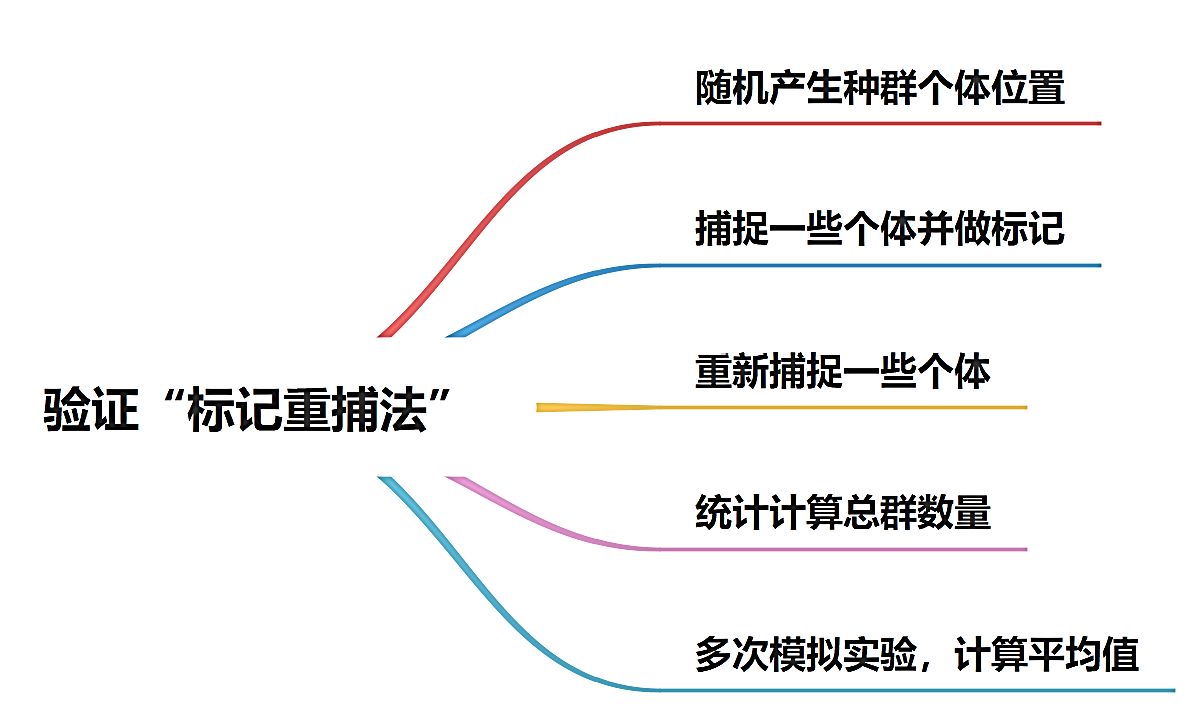 随机产生种群个体位置
捕捉一些个体并做标记
重新捕捉一些个体
验证“标记重捕法”
统计计算总群数量
多次模拟实验，计算平均值